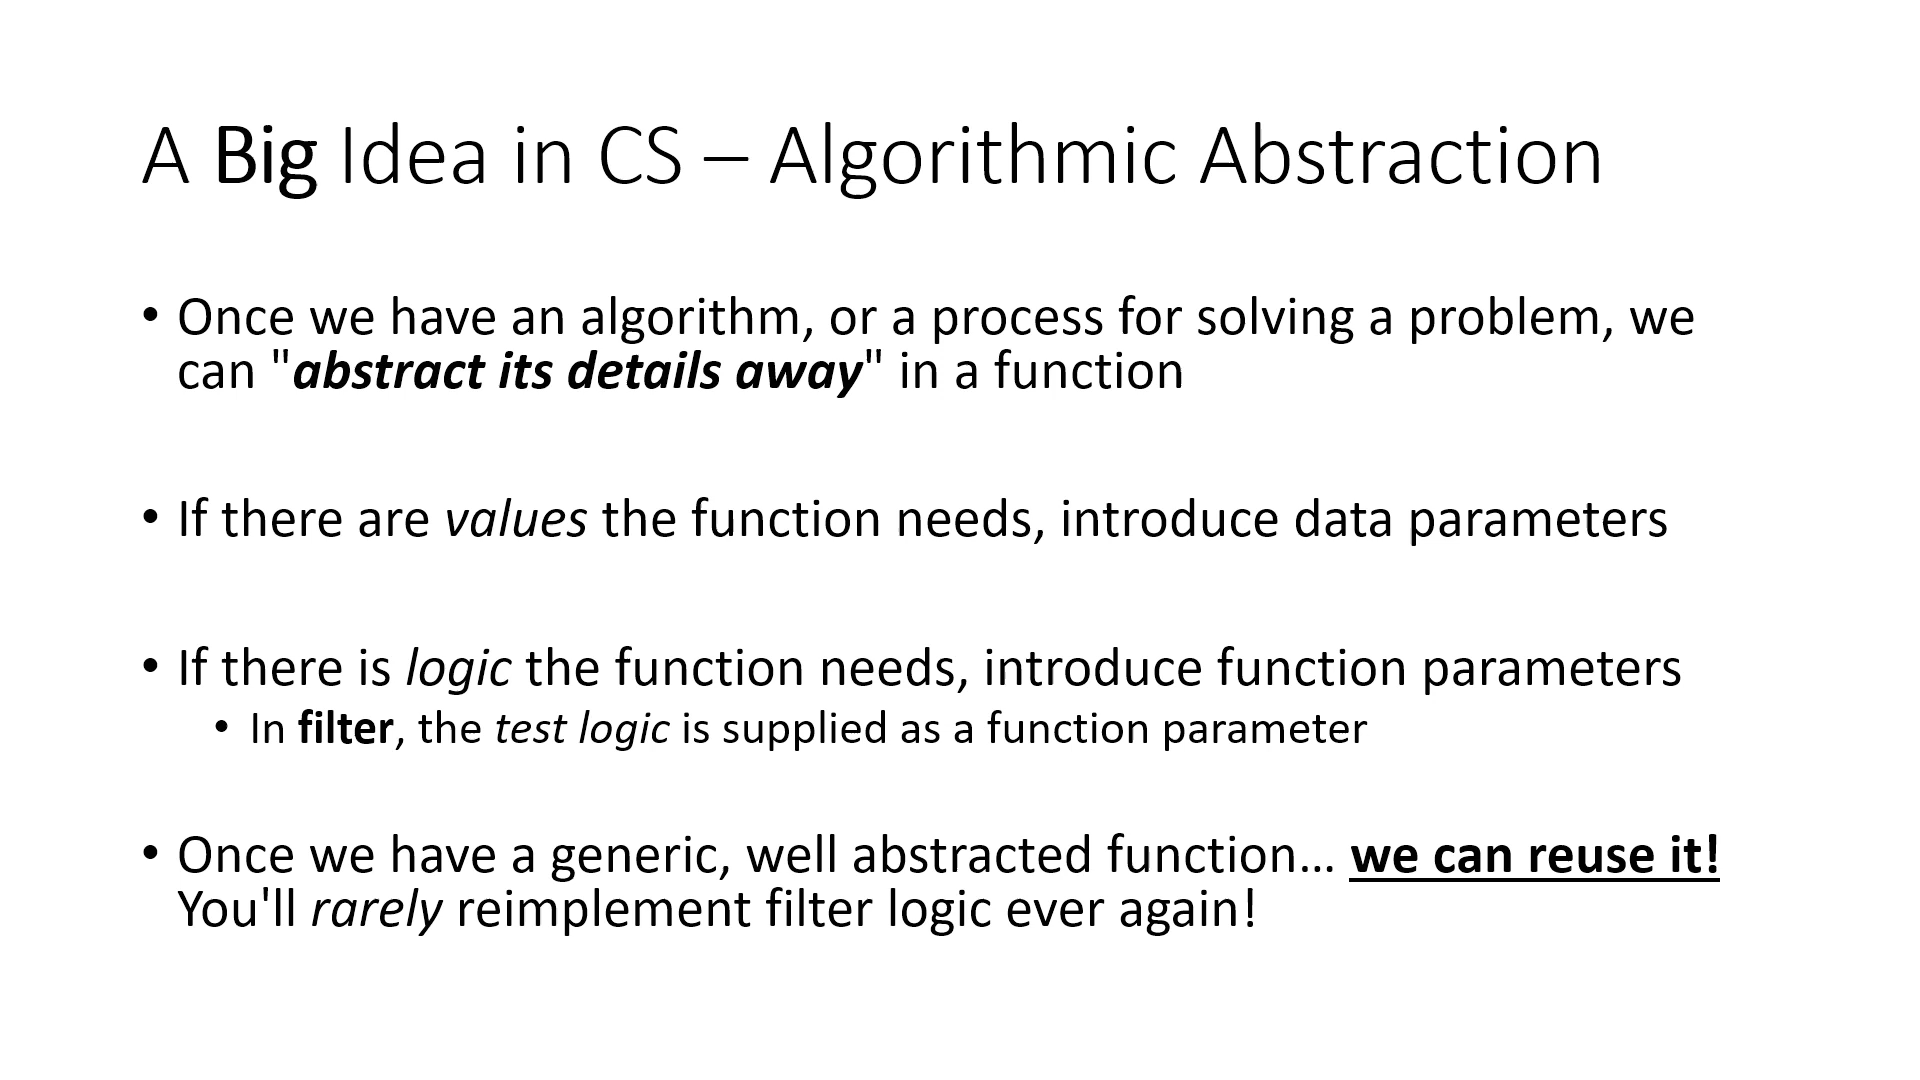 A Big Idea in CS – Algorithmic Abstraction
• Once we have an algorithm, or a process for solving a problem, we
can "abstract its details away" in a function
• If there are values the function needs, introduce data parameters
• If there is logic the function needs, introduce function parameters
• In filter, the test logic is supplied as a function parameter
• Once we have a generic, well abstracted function… we can reuse it!
You'll rarely reimplement filter logic ever again!